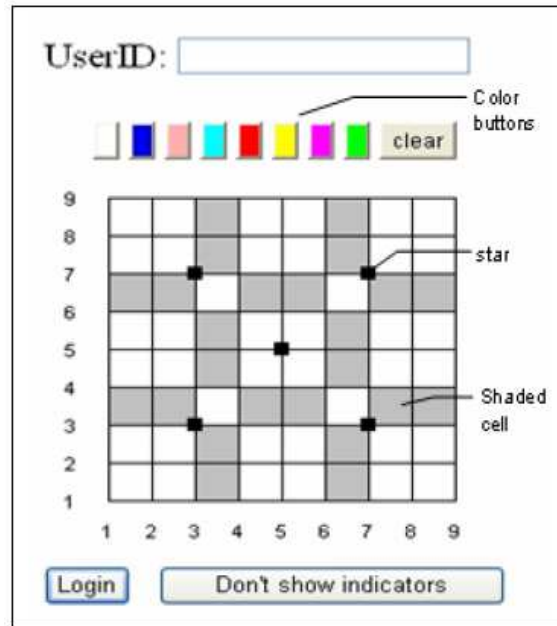 UserID:
Color
buttons
clear
9
8
7
star
6
5
4
Shaded
cell
3
2
1
1 2 3 4 5 6 7 8 9
Login
Don't show indicators